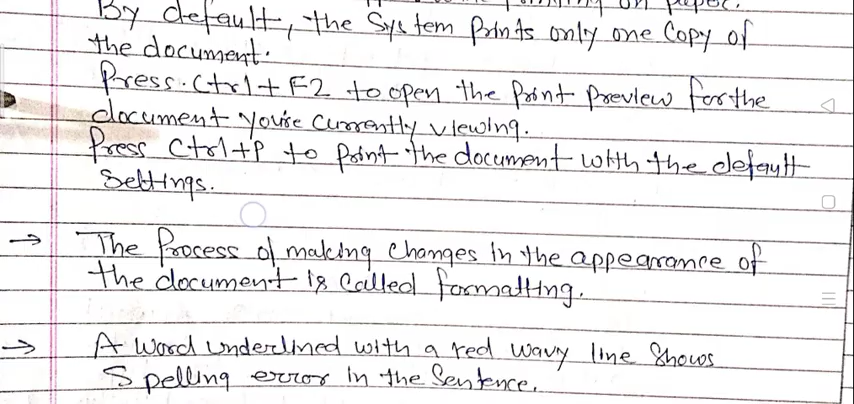 on paper.
By default, the System prints only one Copy of
the document.
Press Ctrl + F2 to open the Print Preview for the
document you're currently viewing.
Press Ctrl+P to print the document with the default
Settings.
→ The Process of making Changes in the appearance of
the document is Called formatting.
→ A Word underlined with a red wavy line Shows
Spelling error in the Sentence.